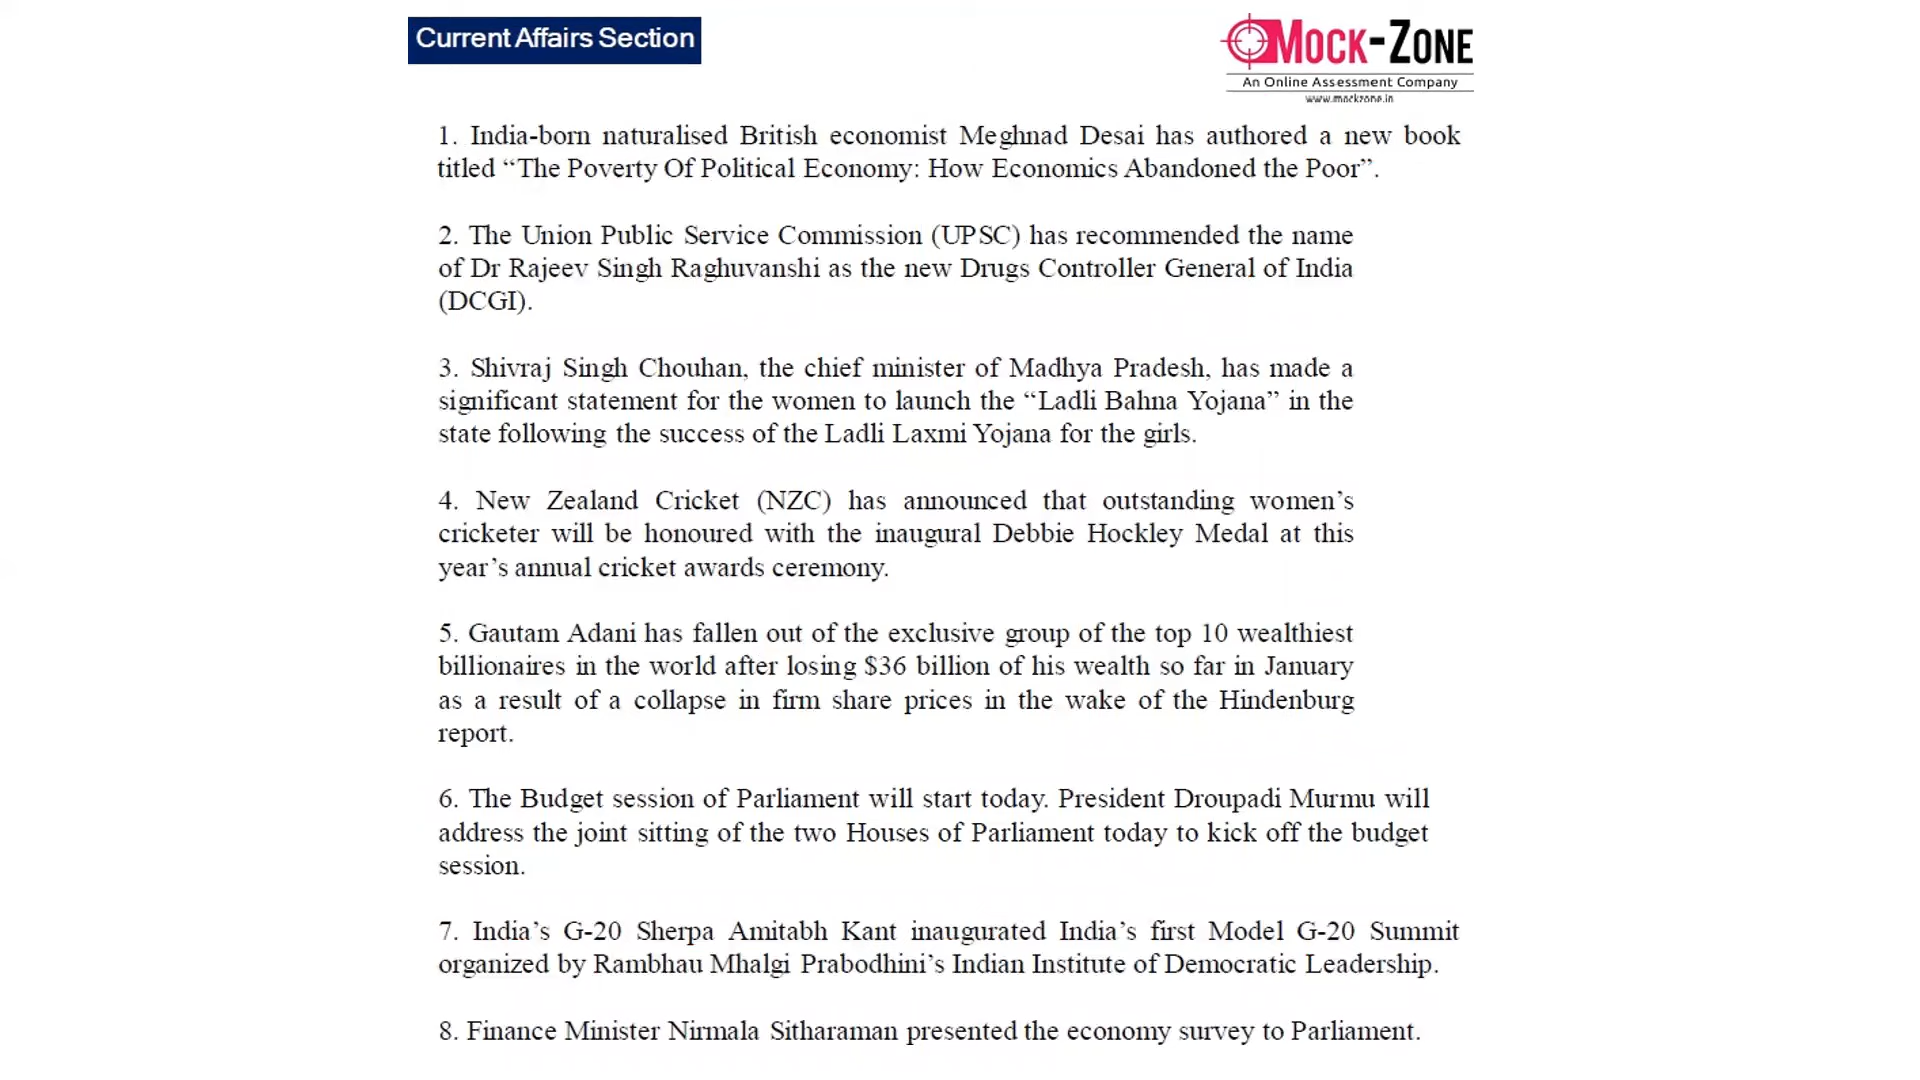 Current Affairs Section
MOCK-ZONE
An Online Assessment Company
www.mockzone.in
1. India-born naturalised British economist Meghnad Desai has authored a new book
titled “The Poverty Of Political Economy: How Economics Abandoned the Poor”.
2. The Union Public Service Commission (UPSC) has recommended the name
of Dr Rajeev Singh Raghuvanshi as the new Drugs Controller General of India
(DCGI).
3. Shivraj Singh Chouhan, the chief minister of Madhya Pradesh, has made a
significant statement for the women to launch the “Ladli Bahna Yojana” in the
state following the success of the Ladli Laxmi Yojana for the girls.
4. New Zealand Cricket (NZC) has announced that outstanding women’s
cricketer will be honoured with the inaugural Debbie Hockley Medal at this
year’s annual cricket awards ceremony.
5. Gautam Adani has fallen out of the exclusive group of the top 10 wealthiest
billionaires in the world after losing $36 billion of his wealth so far in January
as a result of a collapse in firm share prices in the wake of the Hindenburg
report.
6. The Budget session of Parliament will start today. President Droupadi Murmu will
address the joint sitting of the two Houses of Parliament today to kick off the budget
session.
7. India’s G-20 Sherpa Amitabh Kant inaugurated India’s first Model G-20 Summit
organized by Rambhau Mhalgi Prabodhini’s Indian Institute of Democratic Leadership.
8. Finance Minister Nirmala Sitharaman presented the economy survey to Parliament.